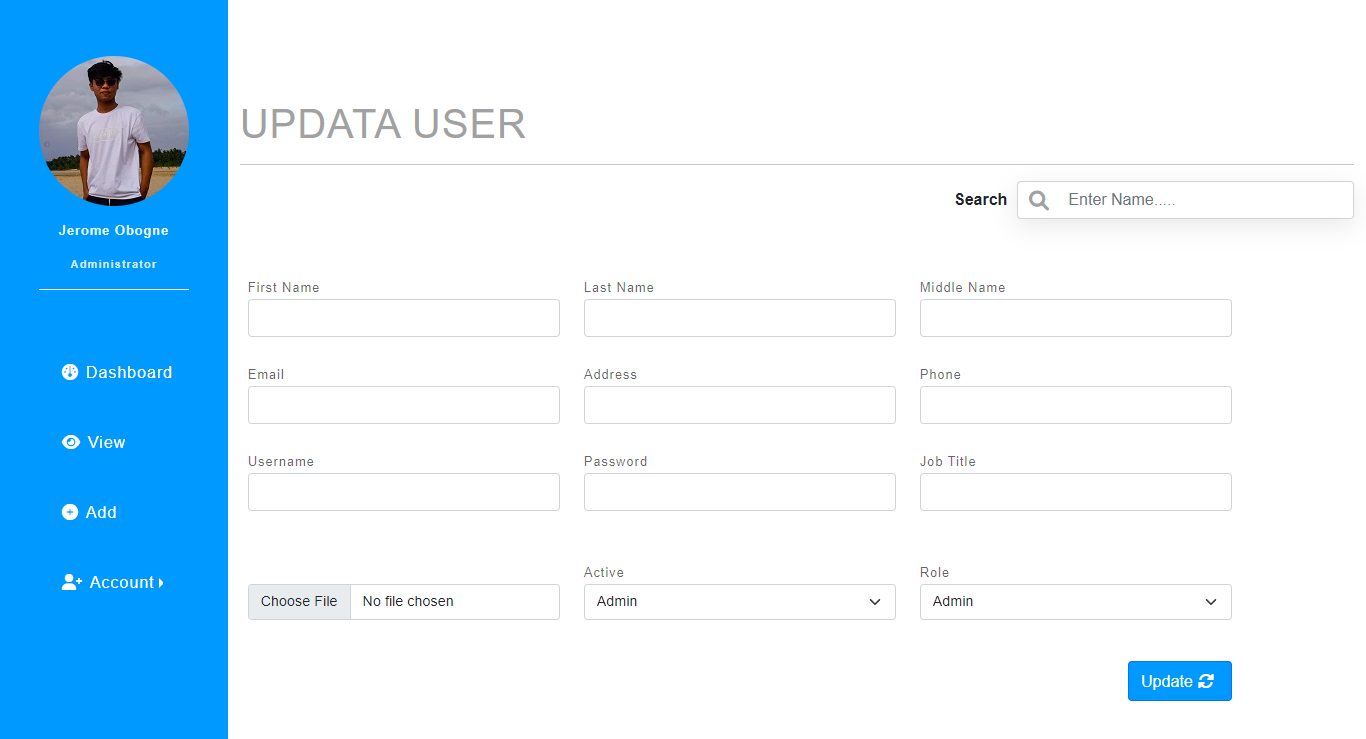 Jerome Obogne
Administrator
Dashboard
View
Add
Account
UPDATA USER
Search Enter Name.....
First Name Last Name Middle Name
Email Address Phone
Username Password Job Title
Active Role
Choose File No file chosen Admin Admin
Update